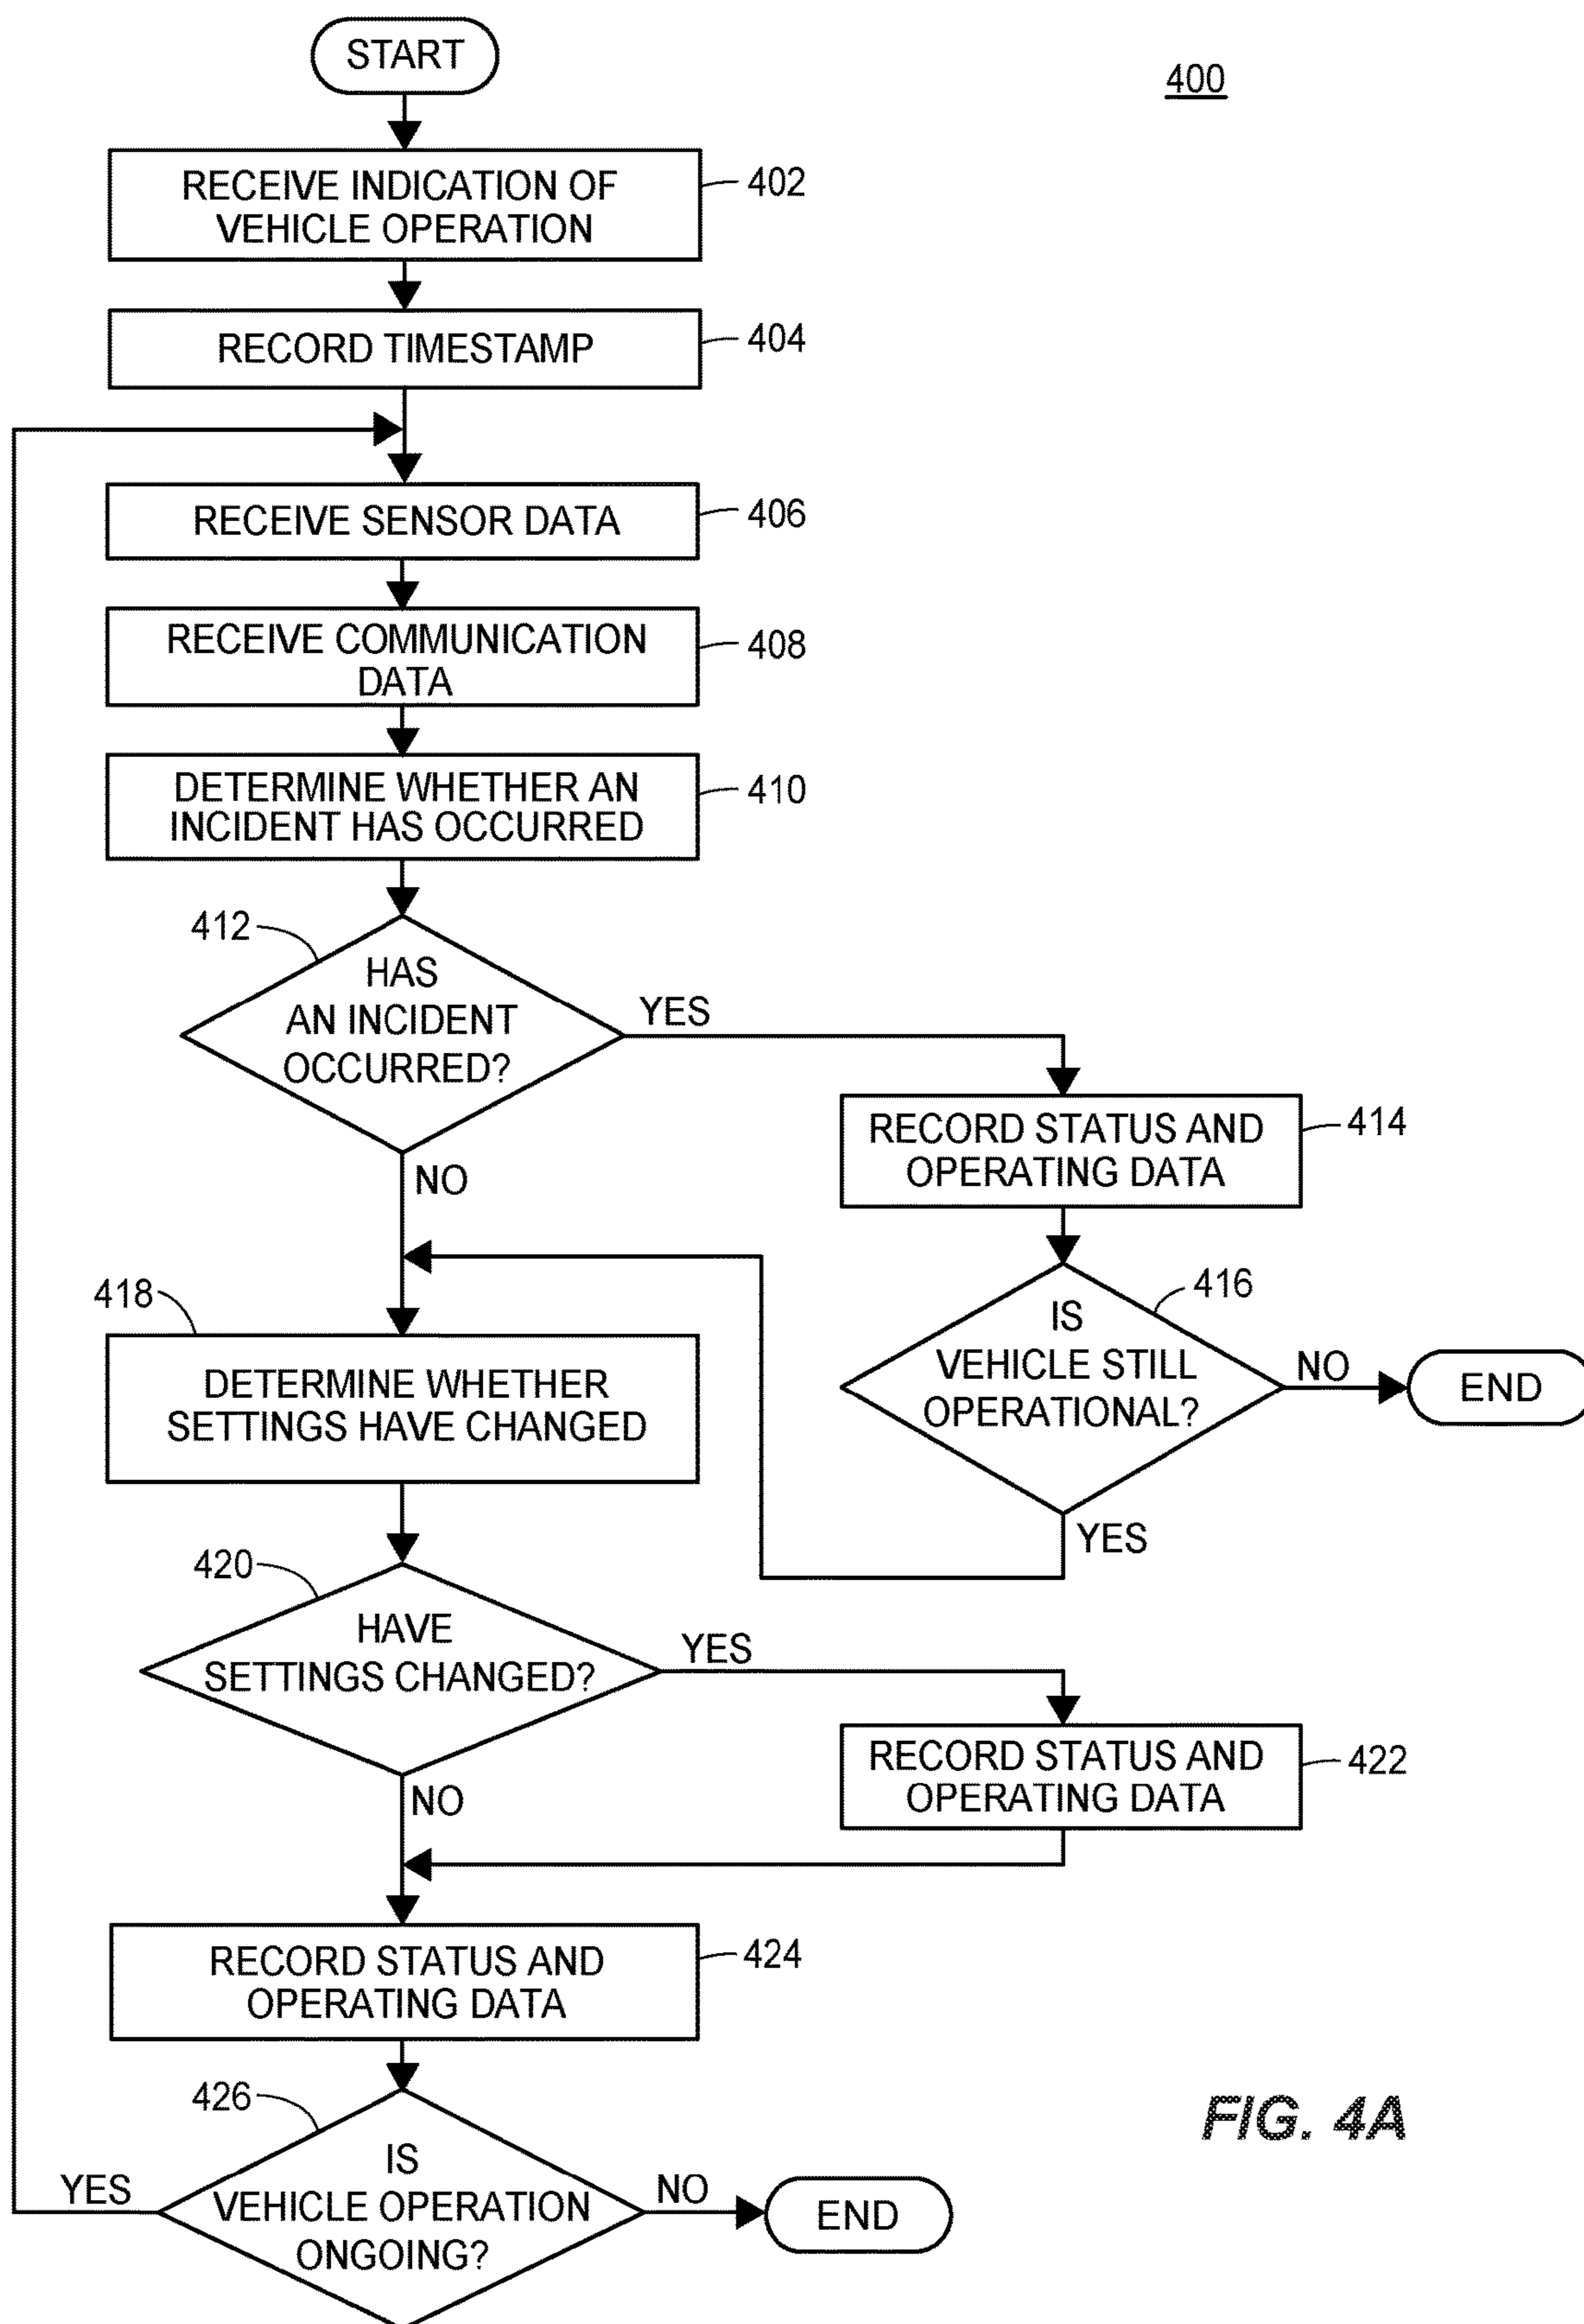 START
400
RECEIVE INDICATION OF
VEHICLE OPERATION
402
RECORD TIMESTAMP
404
RECEIVE SENSOR DATA
406
RECEIVE COMMUNICATION
DATA
408
DETERMINE WHETHER AN
INCIDENT HAS OCCURRED
410
412
HAS
AN INCIDENT
OCCURRED?
YES
NO
RECORD STATUS AND
OPERATING DATA
414
416
IS
VEHICLE STILL
OPERATIONAL?
NO
END
YES
418
DETERMINE WHETHER
SETTINGS HAVE CHANGED
420
HAVE
SETTINGS CHANGED?
YES
NO
RECORD STATUS AND
OPERATING DATA
422
RECORD STATUS AND
OPERATING DATA
424
426
IS
VEHICLE OPERATION
ONGOING?
YES
NO
END
FIG. 4A